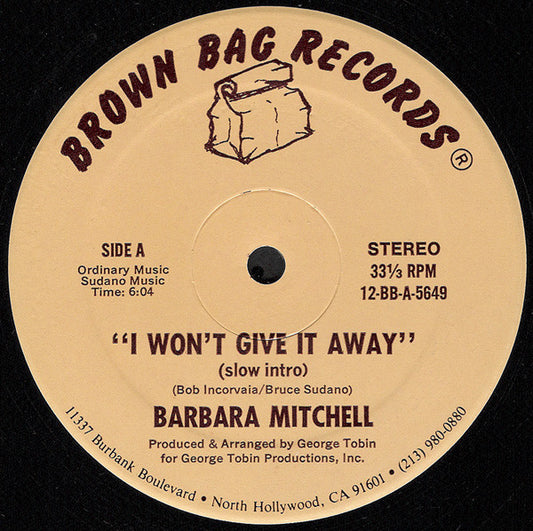 BROWN BAG RECORDS®
SIDE A
Ordinary Music
Sudano Music
Time: 6:04
STEREO
33⅓ RPM
12-BB-A-5649
"I WON'T GIVE IT AWAY"
(slow intro)
(Bob Incorvaia/Bruce Sudano)
BARBARA MITCHELL
Produced & Arranged by George Tobin
for George Tobin Productions, Inc.
11337 Burbank Boulevard • North Hollywood, CA 91601 • (213) 980-0880